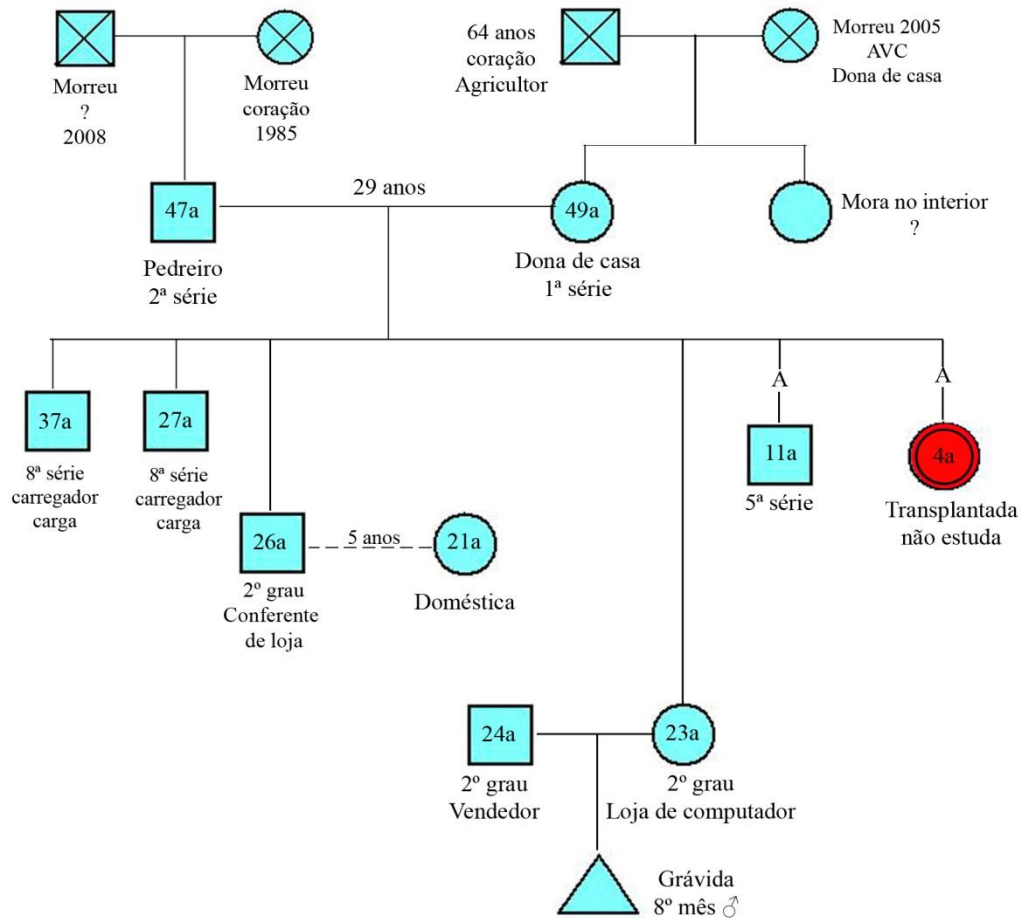 Morreu
?
2008
Morreu
coração
1985
64 anos
coração
Agricultor
Morreu 2005
AVC
Dona de casa
47a
29 anos
49a
Mora no interior
?
Pedreiro
2ª série
Dona de casa
1ª série
37a
8ª série
carregador
carga
27a
8ª série
carregador
carga
26a
2º grau
Conferente
de loja
5 anos
21a
Doméstica
A
11a
5ª série
A
4a
Transplantada
não estuda
24a
2º grau
Vendedor
23a
2º grau
Loja de computador
Grávida
8º mês ♂